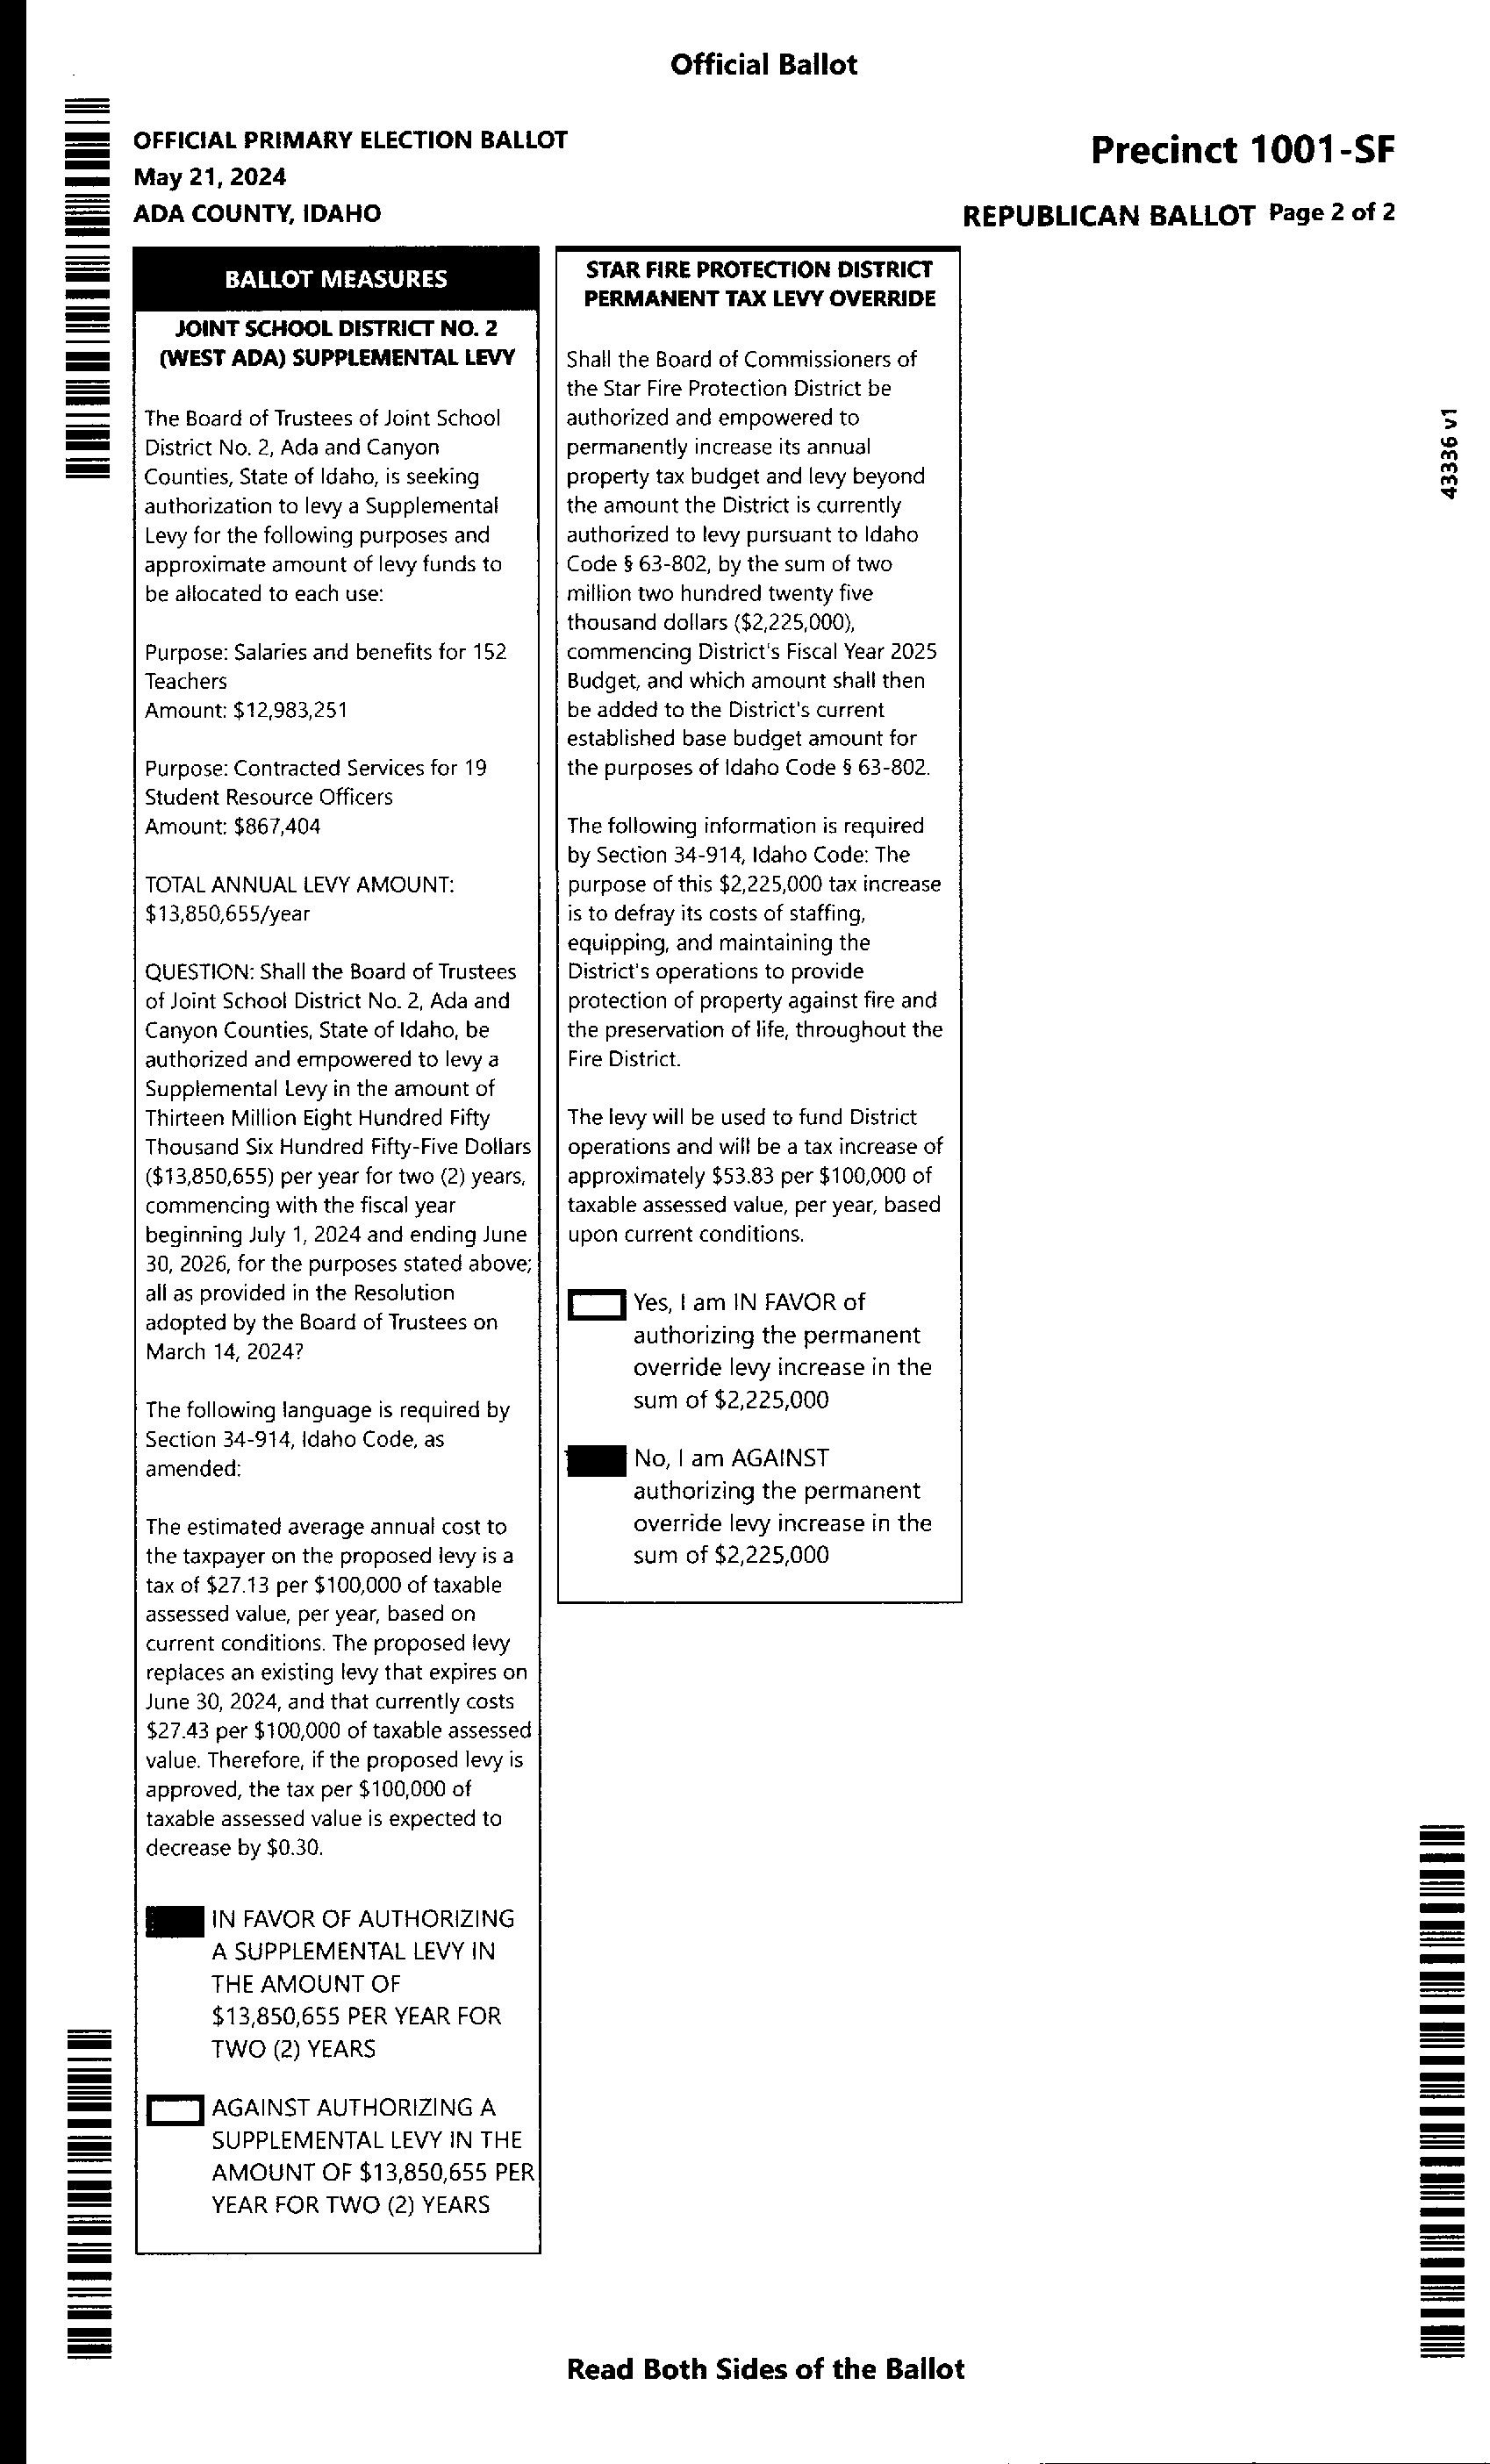 Official Ballot
OFFICIAL PRIMARY ELECTION BALLOT
May 21, 2024
ADA COUNTY, IDAHO
Precinct 1001-SF
REPUBLICAN BALLOT Page 2 of 2
BALLOT MEASURES
JOINT SCHOOL DISTRICT NO. 2
(WEST ADA) SUPPLEMENTAL LEVY
The Board of Trustees of Joint School
District No. 2, Ada and Canyon
Counties, State of Idaho, is seeking
authorization to levy a Supplemental
Levy for the following purposes and
approximate amount of levy funds to
be allocated to each use:
Purpose: Salaries and benefits for 152
Teachers
Amount: $12,983,251
Purpose: Contracted Services for 19
Student Resource Officers
Amount: $867,404
TOTAL ANNUAL LEVY AMOUNT:
$13,850,655/year
QUESTION: Shall the Board of Trustees
of Joint School District No. 2, Ada and
Canyon Counties, State of Idaho, be
authorized and empowered to levy a
Supplemental Levy in the amount of
Thirteen Million Eight Hundred Fifty
Thousand Six Hundred Fifty-Five Dollars
($13,850,655) per year for two (2) years,
commencing with the fiscal year
beginning July 1, 2024 and ending June
30, 2026, for the purposes stated above;
all as provided in the Resolution
adopted by the Board of Trustees on
March 14, 2024?
The following language is required by
Section 34-914, Idaho Code, as
amended:
The estimated average annual cost to
the taxpayer on the proposed levy is a
tax of $27.13 per $100,000 of taxable
assessed value, per year, based on
current conditions. The proposed levy
replaces an existing levy that expires on
June 30, 2024, and that currently costs
$27.43 per $100,000 of taxable assessed
value. Therefore, if the proposed levy is
approved, the tax per $100,000 of
taxable assessed value is expected to
decrease by $0.30.
IN FAVOR OF AUTHORIZING
A SUPPLEMENTAL LEVY IN
THE AMOUNT OF
$13,850,655 PER YEAR FOR
TWO (2) YEARS
AGAINST AUTHORIZING A
SUPPLEMENTAL LEVY IN THE
AMOUNT OF $13,850,655 PER
YEAR FOR TWO (2) YEARS
STAR FIRE PROTECTION DISTRICT
PERMANENT TAX LEVY OVERRIDE
Shall the Board of Commissioners of
the Star Fire Protection District be
authorized and empowered to
permanently increase its annual
property tax budget and levy beyond
the amount the District is currently
authorized to levy pursuant to Idaho
Code § 63-802, by the sum of two
million two hundred twenty five
thousand dollars ($2,225,000),
commencing District's Fiscal Year 2025
Budget, and which amount shall then
be added to the District's current
established base budget amount for
the purposes of Idaho Code § 63-802.
The following information is required
by Section 34-914, Idaho Code: The
purpose of this $2,225,000 tax increase
is to defray its costs of staffing,
equipping, and maintaining the
District's operations to provide
protection of property against fire and
the preservation of life, throughout the
Fire District.
The levy will be used to fund District
operations and will be a tax increase of
approximately $53.83 per $100,000 of
taxable assessed value, per year, based
upon current conditions.
Yes, I am IN FAVOR of
authorizing the permanent
override levy increase in the
sum of $2,225,000
No, I am AGAINST
authorizing the permanent
override levy increase in the
sum of $2,225,000
43336 v1
Read Both Sides of the Ballot